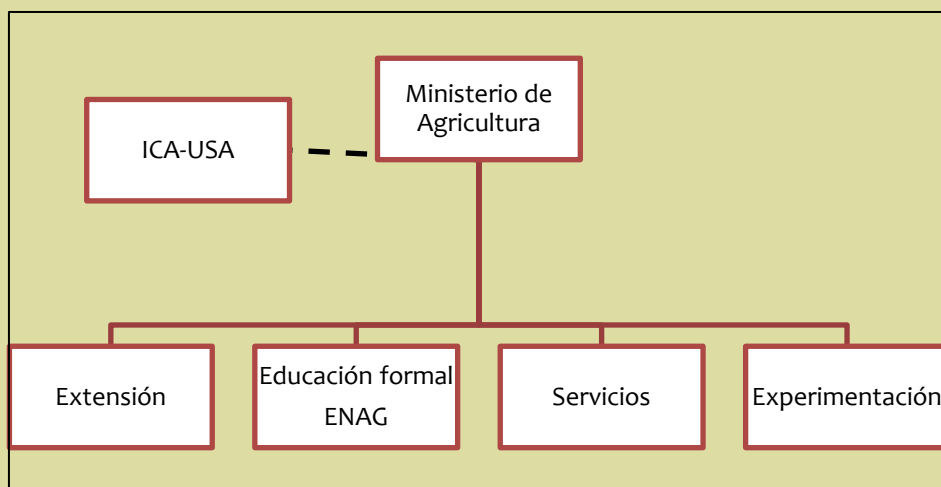 Ministerio de
Agricultura
ICA-USA
Extensión
Educación formal
ENAG
Servicios
Experimentación